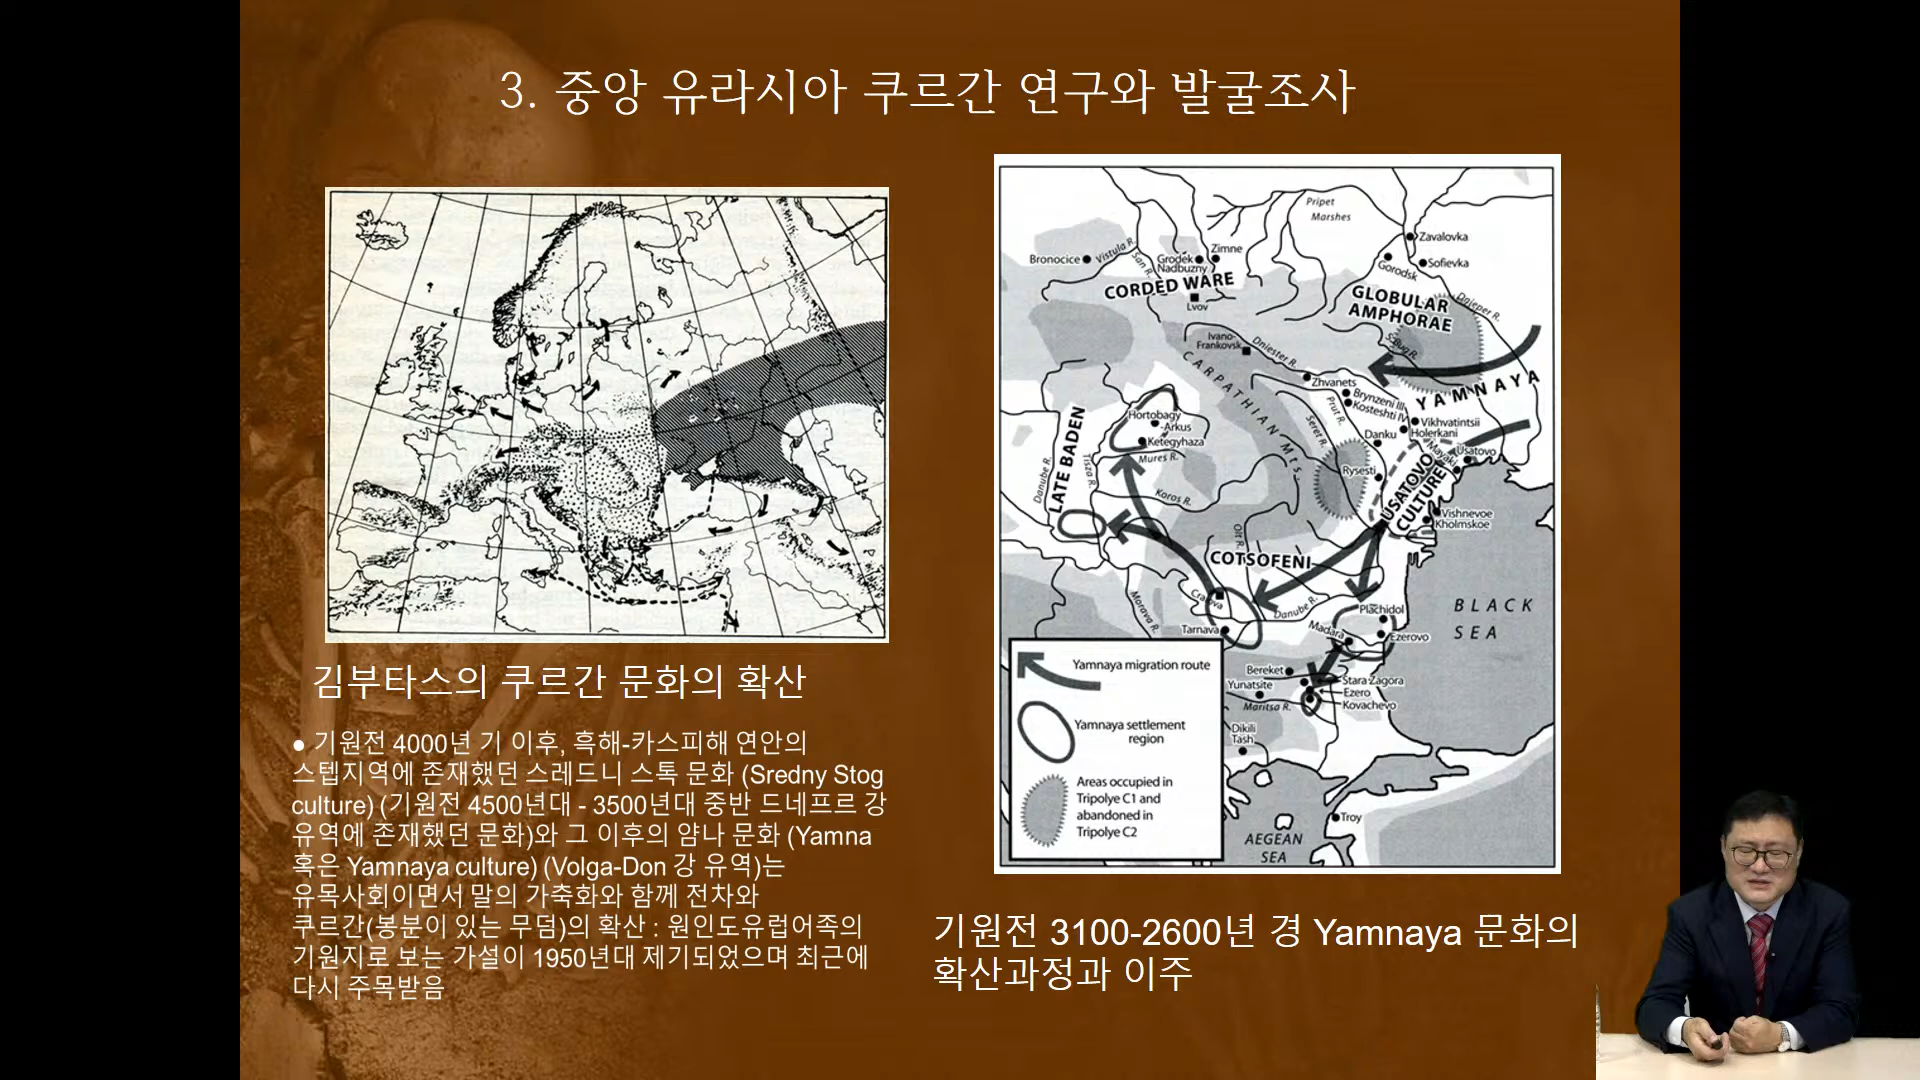 3. 중앙 유라시아 쿠르간 연구와 발굴조사
김부타스의 쿠르간 문화의 확산
● 기원전 4000년 기 이후, 흑해-카스피해 연안의
스텝지역에 존재했던 스레드니 스톡 문화 (Sredny Stog
culture) (기원전 4500년대 - 3500년대 중반 드네프르 강
유역에 존재했던 문화)와 그 이후의 얌나 문화 (Yamna
혹은 Yamnaya culture) (Volga-Don 강 유역)는
유목사회이면서 말의 가축화와 함께 전차와
쿠르간(봉분이 있는 무덤)의 확산 : 원인도유럽어족의
기원지로 보는 가설이 1950년대 제기되었으며 최근에
다시 주목받음
Pripet
Marshes
Zavalovka
Zimne
Bronocice
Vistula R.
San R.
Grodek
Nadbuzny
Gorodsk
Sofievka
CORDED WARE
Lvov
GLOBULAR
AMPHORAE
Dnieper R.
S. Bug R.
Ivano-
Frankovsk
Dniester R.
CARPATHIAN MTS.
Zhvanets
YAMNAYA
Brynzeni III
Kosteshti IV
Prut R.
Seret R.
Vikhvatintsii
Holerkani
Danku
Mayaki
Usatovo
Hortobagy
-Arkus
Ketegyhaza
Mures R.
LATE BADEN
Danube R.
Tisza R.
Rysesti
USATOVO
CULTURE
Koros R.
Vishnevoe
Kholmskoe
Olt R.
COTSOFENI
Craiova
Danube R.
Morava R.
Tarnava
Plachidol
Madara
Ezerovo
BLACK
SEA
Yamnaya migration route
Bereket
Yunatsite
Stara Zagora
Ezero
Kovachevo
Maritsa R.
Yamnaya settlement
region
Dikili
Tash
Areas occupied in
Tripolye C1 and
abandoned in
Tripolye C2
Troy
AEGEAN
SEA
기원전 3100-2600년 경 Yamnaya 문화의
확산과정과 이주